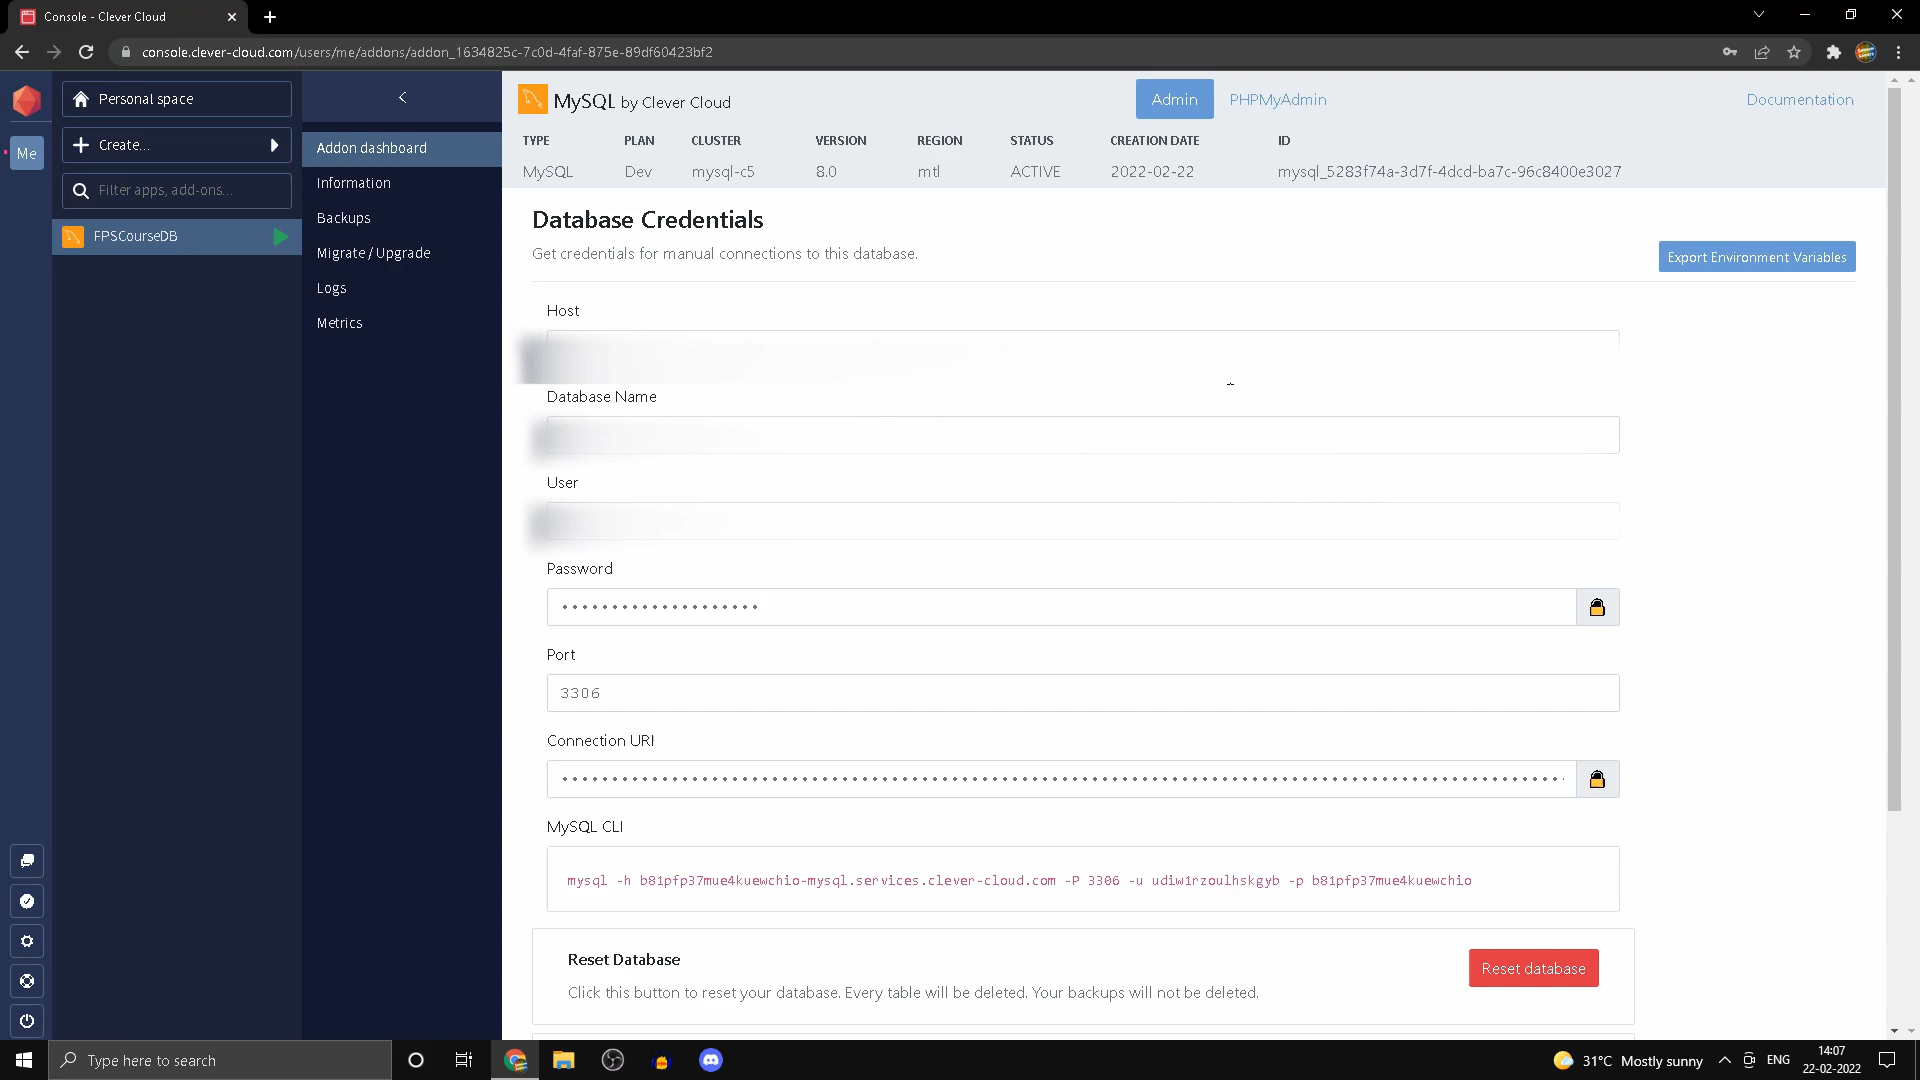 Console - Clever Cloud
console.clever-cloud.com/users/me/addons/addon_1634825c-7c0d-4faf-875e-89df60423bf2
Me
Personal space
Create...
Filter apps, add-ons...
FPSCourseDB
Addon dashboard
Information
Backups
Migrate / Upgrade
Logs
Metrics
MySQL by Clever Cloud
Admin
PHPMyAdmin
Documentation
TYPE PLAN CLUSTER VERSION REGION STATUS CREATION DATE ID
MySQL Dev mysql-c5 8.0 mtl ACTIVE 2022-02-22 mysql_5283f74a-3d7f-4dcd-ba7c-96c8400e3027
Database Credentials
Get credentials for manual connections to this database.
Export Environment Variables
Host
Database Name
User
Password
Port
3306
Connection URI
MySQL CLI
mysql -h b81pfp37mue4kuewchio-mysql.services.clever-cloud.com -P 3306 -u udiw1rzoulhskgyb -p b81pfp37mue4kuewchio
Reset Database
Click this button to reset your database. Every table will be deleted. Your backups will not be deleted.
Reset database
Type here to search
31°C Mostly sunny
ENG
14:07
22-02-2022